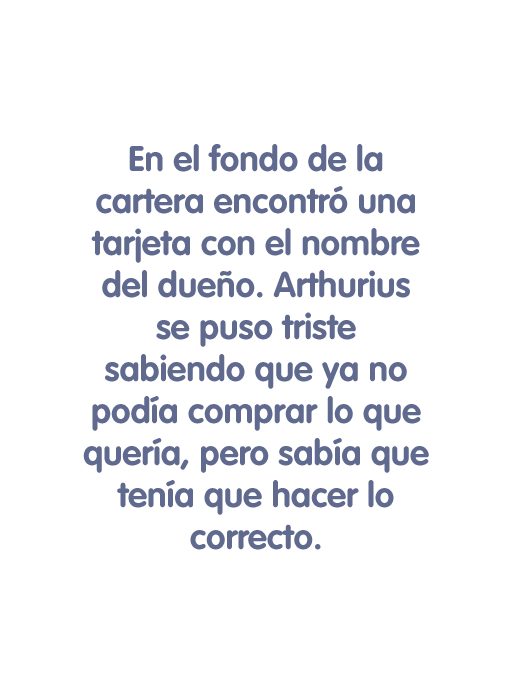 En el fondo de la
cartera encontró una
tarjeta con el nombre
del dueño. Arthurius
se puso triste
sabiendo que ya no
podía comprar lo que
quería, pero sabía que
tenía que hacer lo
correcto.